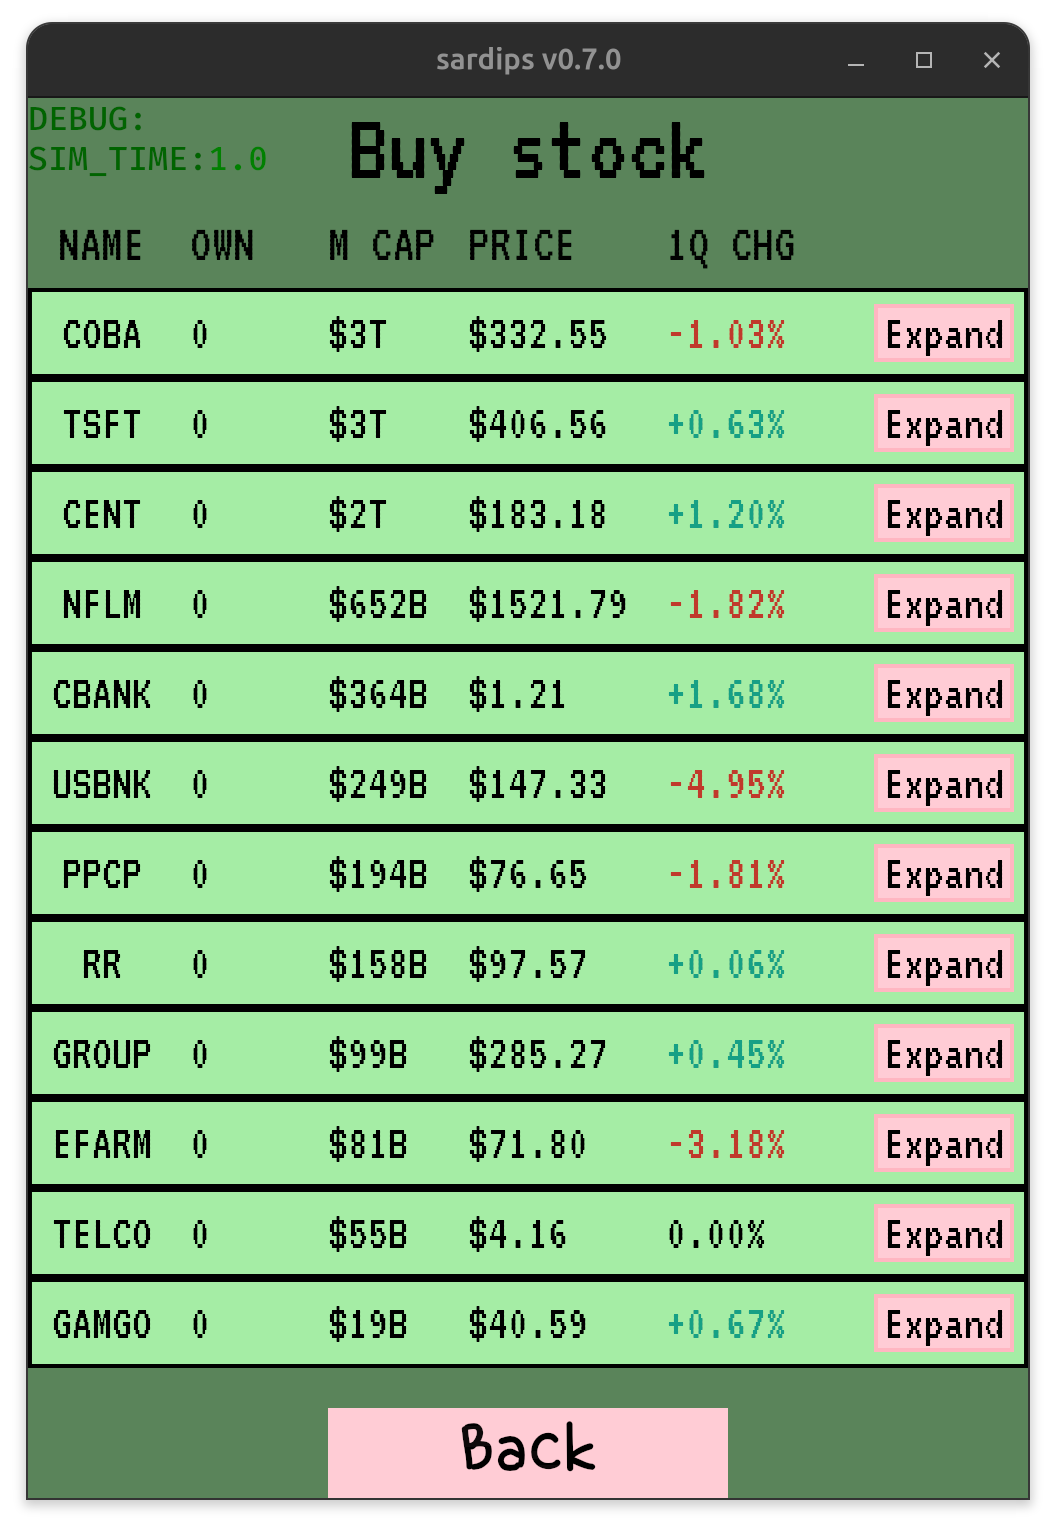 sardips v0.7.0
DEBUG:
SIM_TIME:1.0
Buy stock
NAME OWN M CAP PRICE 1Q CHG
COBA 0 $3T $332.55 -1.03% Expand
TSFT 0 $3T $406.56 +0.63% Expand
CENT 0 $2T $183.18 +1.20% Expand
NFLM 0 $652B $1521.79 -1.82% Expand
CBANK 0 $364B $1.21 +1.68% Expand
USBNK 0 $249B $147.33 -4.95% Expand
PPCP 0 $194B $76.65 -1.81% Expand
RR 0 $158B $97.57 +0.06% Expand
GROUP 0 $99B $285.27 +0.45% Expand
EFARM 0 $81B $71.80 -3.18% Expand
TELCO 0 $55B $4.16 0.00% Expand
GAMGO 0 $19B $40.59 +0.67% Expand
Back